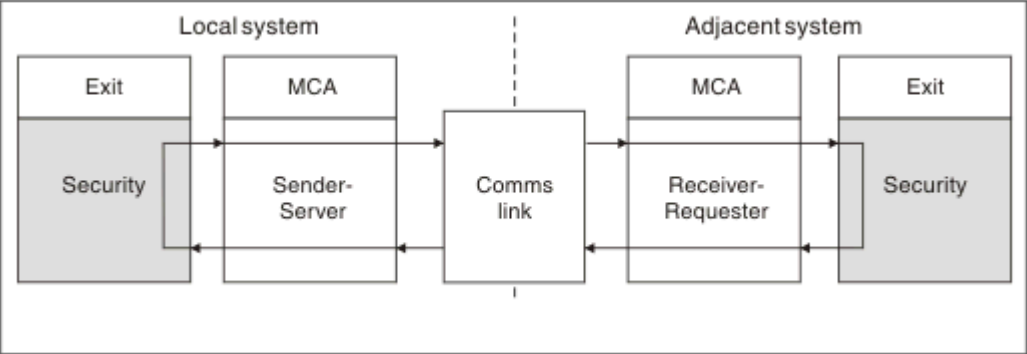 Local system
Adjacent system
Exit
MCA
MCA
Exit
Security
Sender-
Server
Comms
link
Receiver-
Requester
Security